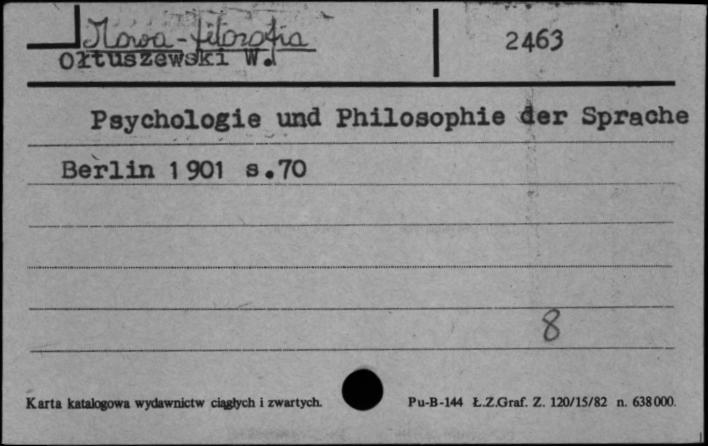 Mowa - filozofia
2463
Ołtuszewski W.
Psychologie und Philosophie der Sprache
Berlin 1901 s.70
8
Karta katalogowa wydawnictw ciągłych i zwartych.
Pu-B-144 Ł.Z.Graf. Z. 120/15/82 n. 638000.